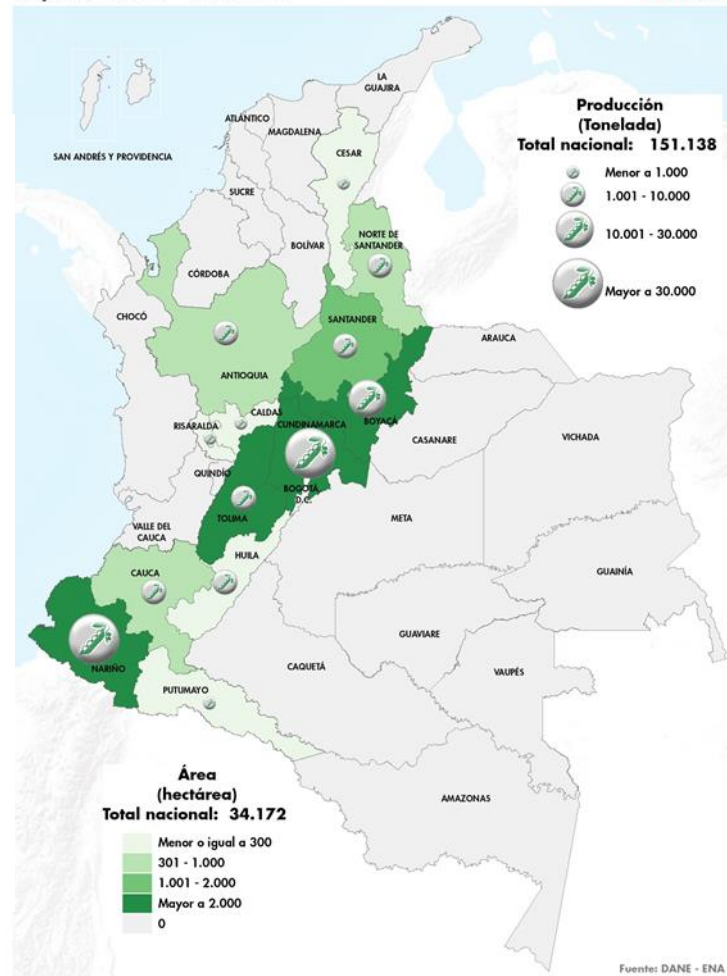 LA
GUAJIRA
ATLÁNTICO
MAGDALENA
SAN ANDRÉS Y PROVIDENCIA
CESAR
SUCRE
BOLÍVAR
NORTE DE
SANTANDER
CÓRDOBA
CHOCÓ
SANTANDER
ARAUCA
ANTIOQUIA
CALDAS
RISARALDA
CUNDINAMARCA
BOYACÁ
CASANARE
VICHADA
QUINDÍO
BOGOTÁ,
D.C.
TOLIMA
META
VALLE DEL
CAUCA
HUILA
GUAINÍA
CAUCA
GUAVIARE
NARIÑO
CAQUETÁ
VAUPÉS
PUTUMAYO
AMAZONAS
Producción
(Tonelada)
Total nacional: 151.138
Menor a 1.000
1.001 - 10.000
10.001 - 30.000
Mayor a 30.000
Área
(hectárea)
Total nacional: 34.172
Menor o igual a 300
301 - 1.000
1.001 - 2.000
Mayor a 2.000
0
Fuente: DANE - ENA